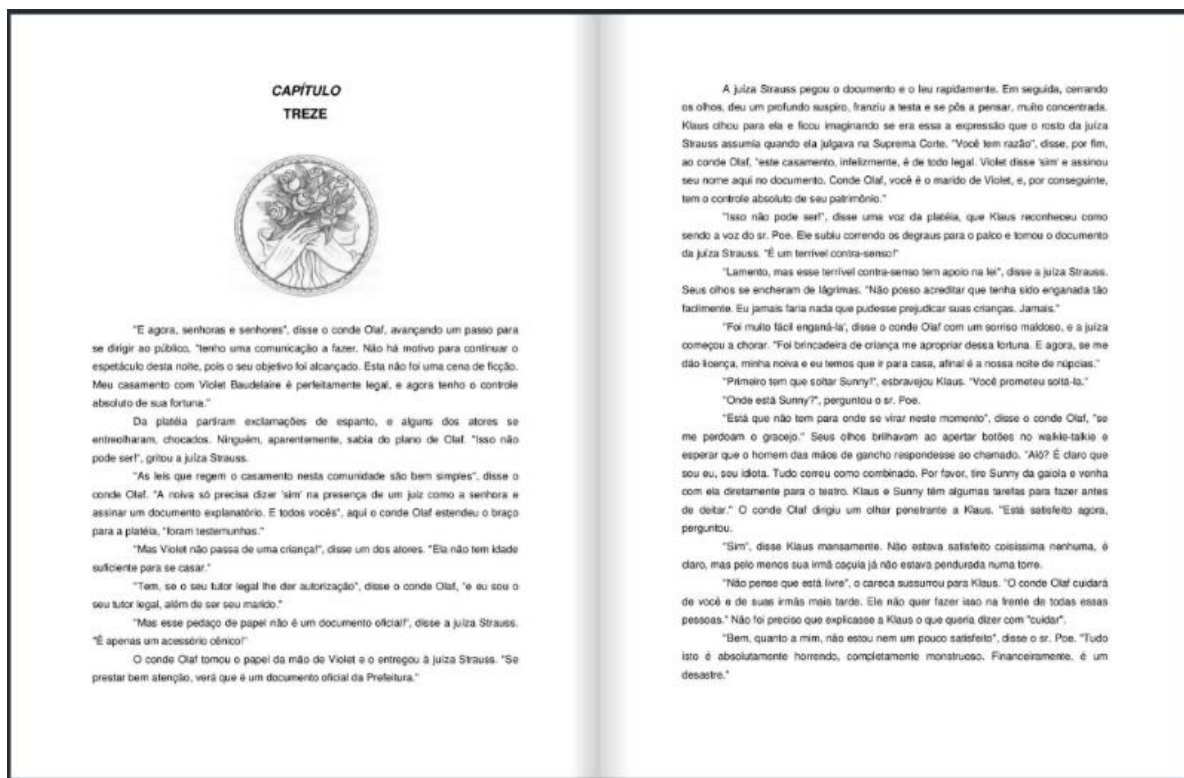 CAPÍTULO
TREZE
"E agora, senhoras e senhores", disse o conde Olaf, avançando um passo para
se dirigir ao público, "tenho uma comunicação a fazer. Não há motivo para continuar o
espetáculo desta noite, pois o seu objetivo foi alcançado. Esta não foi uma cena de ficção.
Meu casamento com Violet Baudelaire é perfeitamente legal, e agora tenho o controle
absoluto de sua fortuna."
Da platéia partiram exclamações de espanto, e alguns dos atores se
entreolharam, chocados. Ninguém, aparentemente, sabia do plano de Olaf. "Isso não
pode ser!", gritou a juíza Strauss.
"As leis que regem o casamento nesta comunidade são bem simples", disse o
conde Olaf. "A noiva só precisa dizer 'sim' na presença de um juiz como a senhora e
assinar um documento explanatório. E todos vocês", aqui o conde Olaf estendeu o braço
para a platéia, "foram testemunhas."
"Mas Violet não passa de uma criança!", disse um dos atores. "Ela não tem idade
suficiente para se casar."
"Tem, se o seu tutor legal lhe der autorização", disse o conde Olaf, "e eu sou o
seu tutor legal, além de ser seu marido."
"Mas esse pedaço de papel não é um documento oficial!", disse a juíza Strauss.
"É apenas um acessório cênico!"
O conde Olaf tomou o papel da mão de Violet e o entregou à juíza Strauss. "Se
prestar bem atenção, verá que é um documento oficial da Prefeitura."
A juíza Strauss pegou o documento e o leu rapidamente. Em seguida, cerrando
os olhos, deu um profundo suspiro, franziu a testa e se pôs a pensar, muito concentrada.
Klaus olhou para ela e ficou imaginando se era essa a expressão que o rosto da juíza
Strauss assumia quando ela julgava na Suprema Corte. "Você tem razão", disse, por fim,
ao conde Olaf, "este casamento, infelizmente, é de todo legal. Violet disse 'sim' e assinou
seu nome aqui no documento. Conde Olaf, você é o marido de Violet, e, por conseguinte,
tem o controle absoluto de seu patrimônio."
"Isso não pode ser!", disse uma voz da platéia, que Klaus reconheceu como
sendo a voz do sr. Poe. Ele subiu correndo os degraus para o palco e tomou o documento
da juíza Strauss. "É um terrível contra-senso!"
"Lamento, mas esse terrível contra-senso tem apoio na lei", disse a juíza Strauss.
Seus olhos se encheram de lágrimas. "Não posso acreditar que tenha sido enganada tão
facilmente. Eu jamais faria nada que pudesse prejudicar suas crianças. Jamais."
"Foi muito fácil enganá-la', disse o conde Olaf com um sorriso maldoso, e a juíza
começou a chorar. "Foi brincadeira de criança me apropriar dessa fortuna. E agora, se me
dão licença, minha noiva e eu temos que ir para casa, afinal é a nossa noite de núpcias."
"Primeiro tem que soltar Sunny!", esbravejou Klaus. "Você prometeu soltá-la."
"Onde está Sunny?", perguntou o sr. Poe.
"Está que não tem para onde se virar neste momento", disse o conde Olaf, "se
me perdoam o gracejo." Seus olhos brilhavam ao apertar botões no walkie-talkie e
esperar que o homem das mãos de gancho respondesse ao chamado. "Alô? É claro que
sou eu, seu idiota. Tudo correu como combinado. Por favor, tire Sunny da gaiola e venha
com ela diretamente para o teatro. Klaus e Sunny têm algumas tarefas para fazer antes
de deitar." O conde Olaf dirigiu um olhar penetrante a Klaus. "Está satisfeito agora,
perguntou.
"Sim", disse Klaus mansamente. Não estava satisfeito coisíssima nenhuma, é
claro, mas pelo menos sua irmã caçula já não estava pendurada numa torre.
"Não pense que está livre", o careca sussurrou para Klaus. "O conde Olaf cuidará
de você e de suas irmãs mais tarde. Ele não quer fazer isso na frente de todas essas
pessoas." Não foi preciso que explicasse a Klaus o que queria dizer com "cuidar".
"Bem, quanto a mim, não estou nem um pouco satisfeito", disse o sr. Poe. "Tudo
isto é absolutamente horrendo, completamente monstruoso. Financeiramente, é um
desastre."